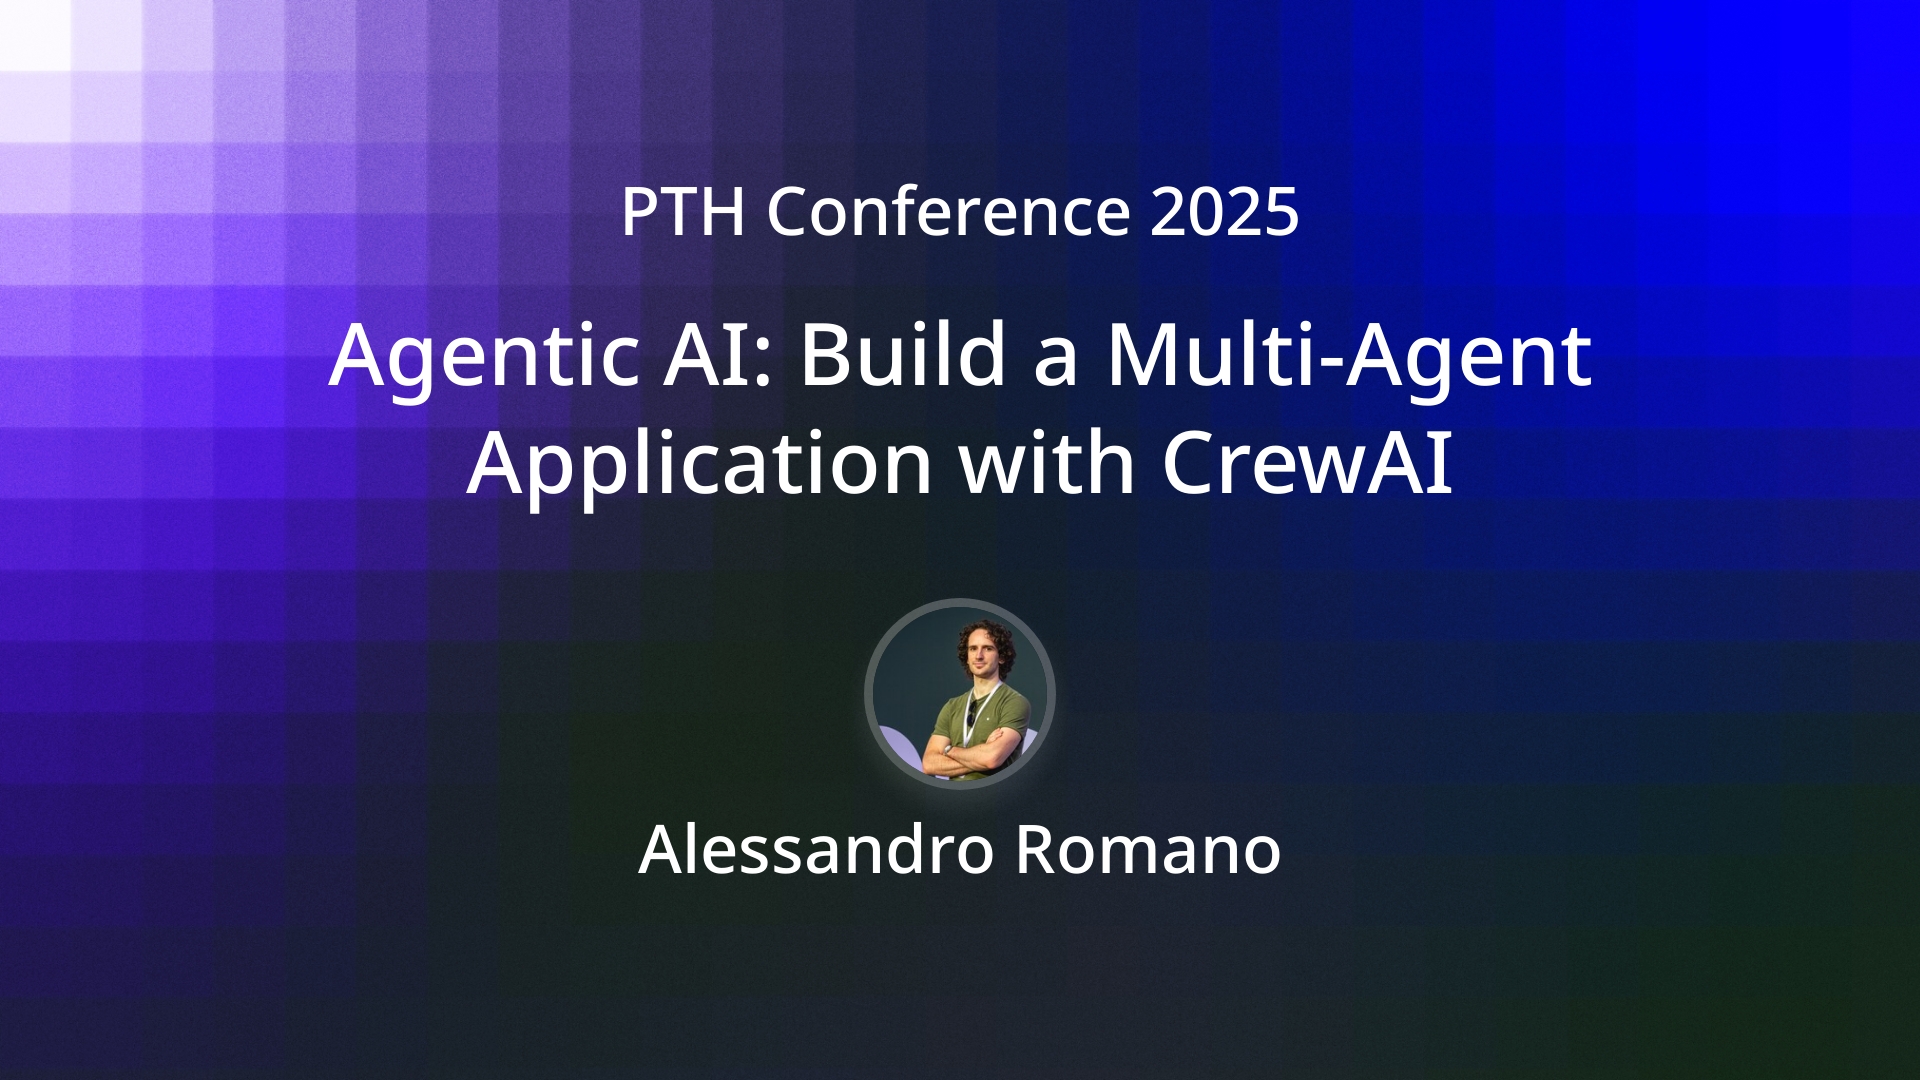 PTH Conference 2025
Agentic AI: Build a Multi-Agent
Application with CrewAI
Alessandro Romano